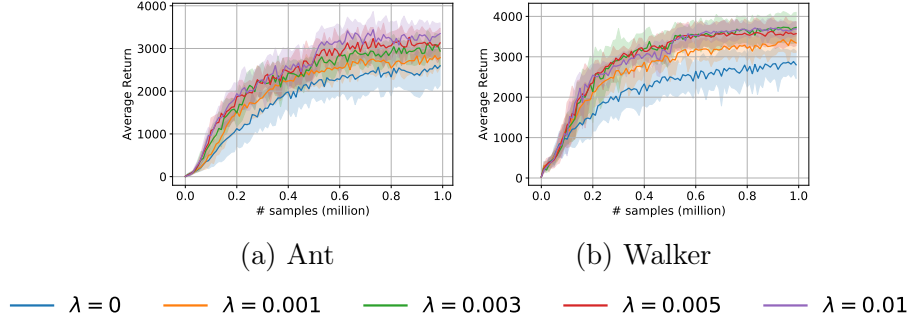 4000
3000
2000
1000
0
Average Return
0.0 0.2 0.4 0.6 0.8 1.0
# samples (million)
(a) Ant
4000
3000
2000
1000
0
Average Return
0.0 0.2 0.4 0.6 0.8 1.0
# samples (million)
(b) Walker
λ = 0 λ = 0.001 λ = 0.003 λ = 0.005 λ = 0.01